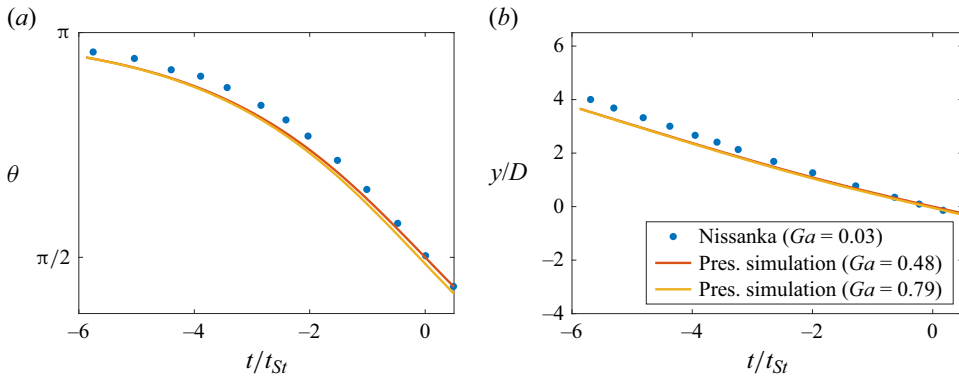 (a)
π
θ
π/2
−6
−4
−2
0
t/t_St
(b)
6
4
2
y/D
0
−2
−4
Nissanka (Ga = 0.03)
Pres. simulation (Ga = 0.48)
Pres. simulation (Ga = 0.79)
−6
−4
−2
0
t/t_St